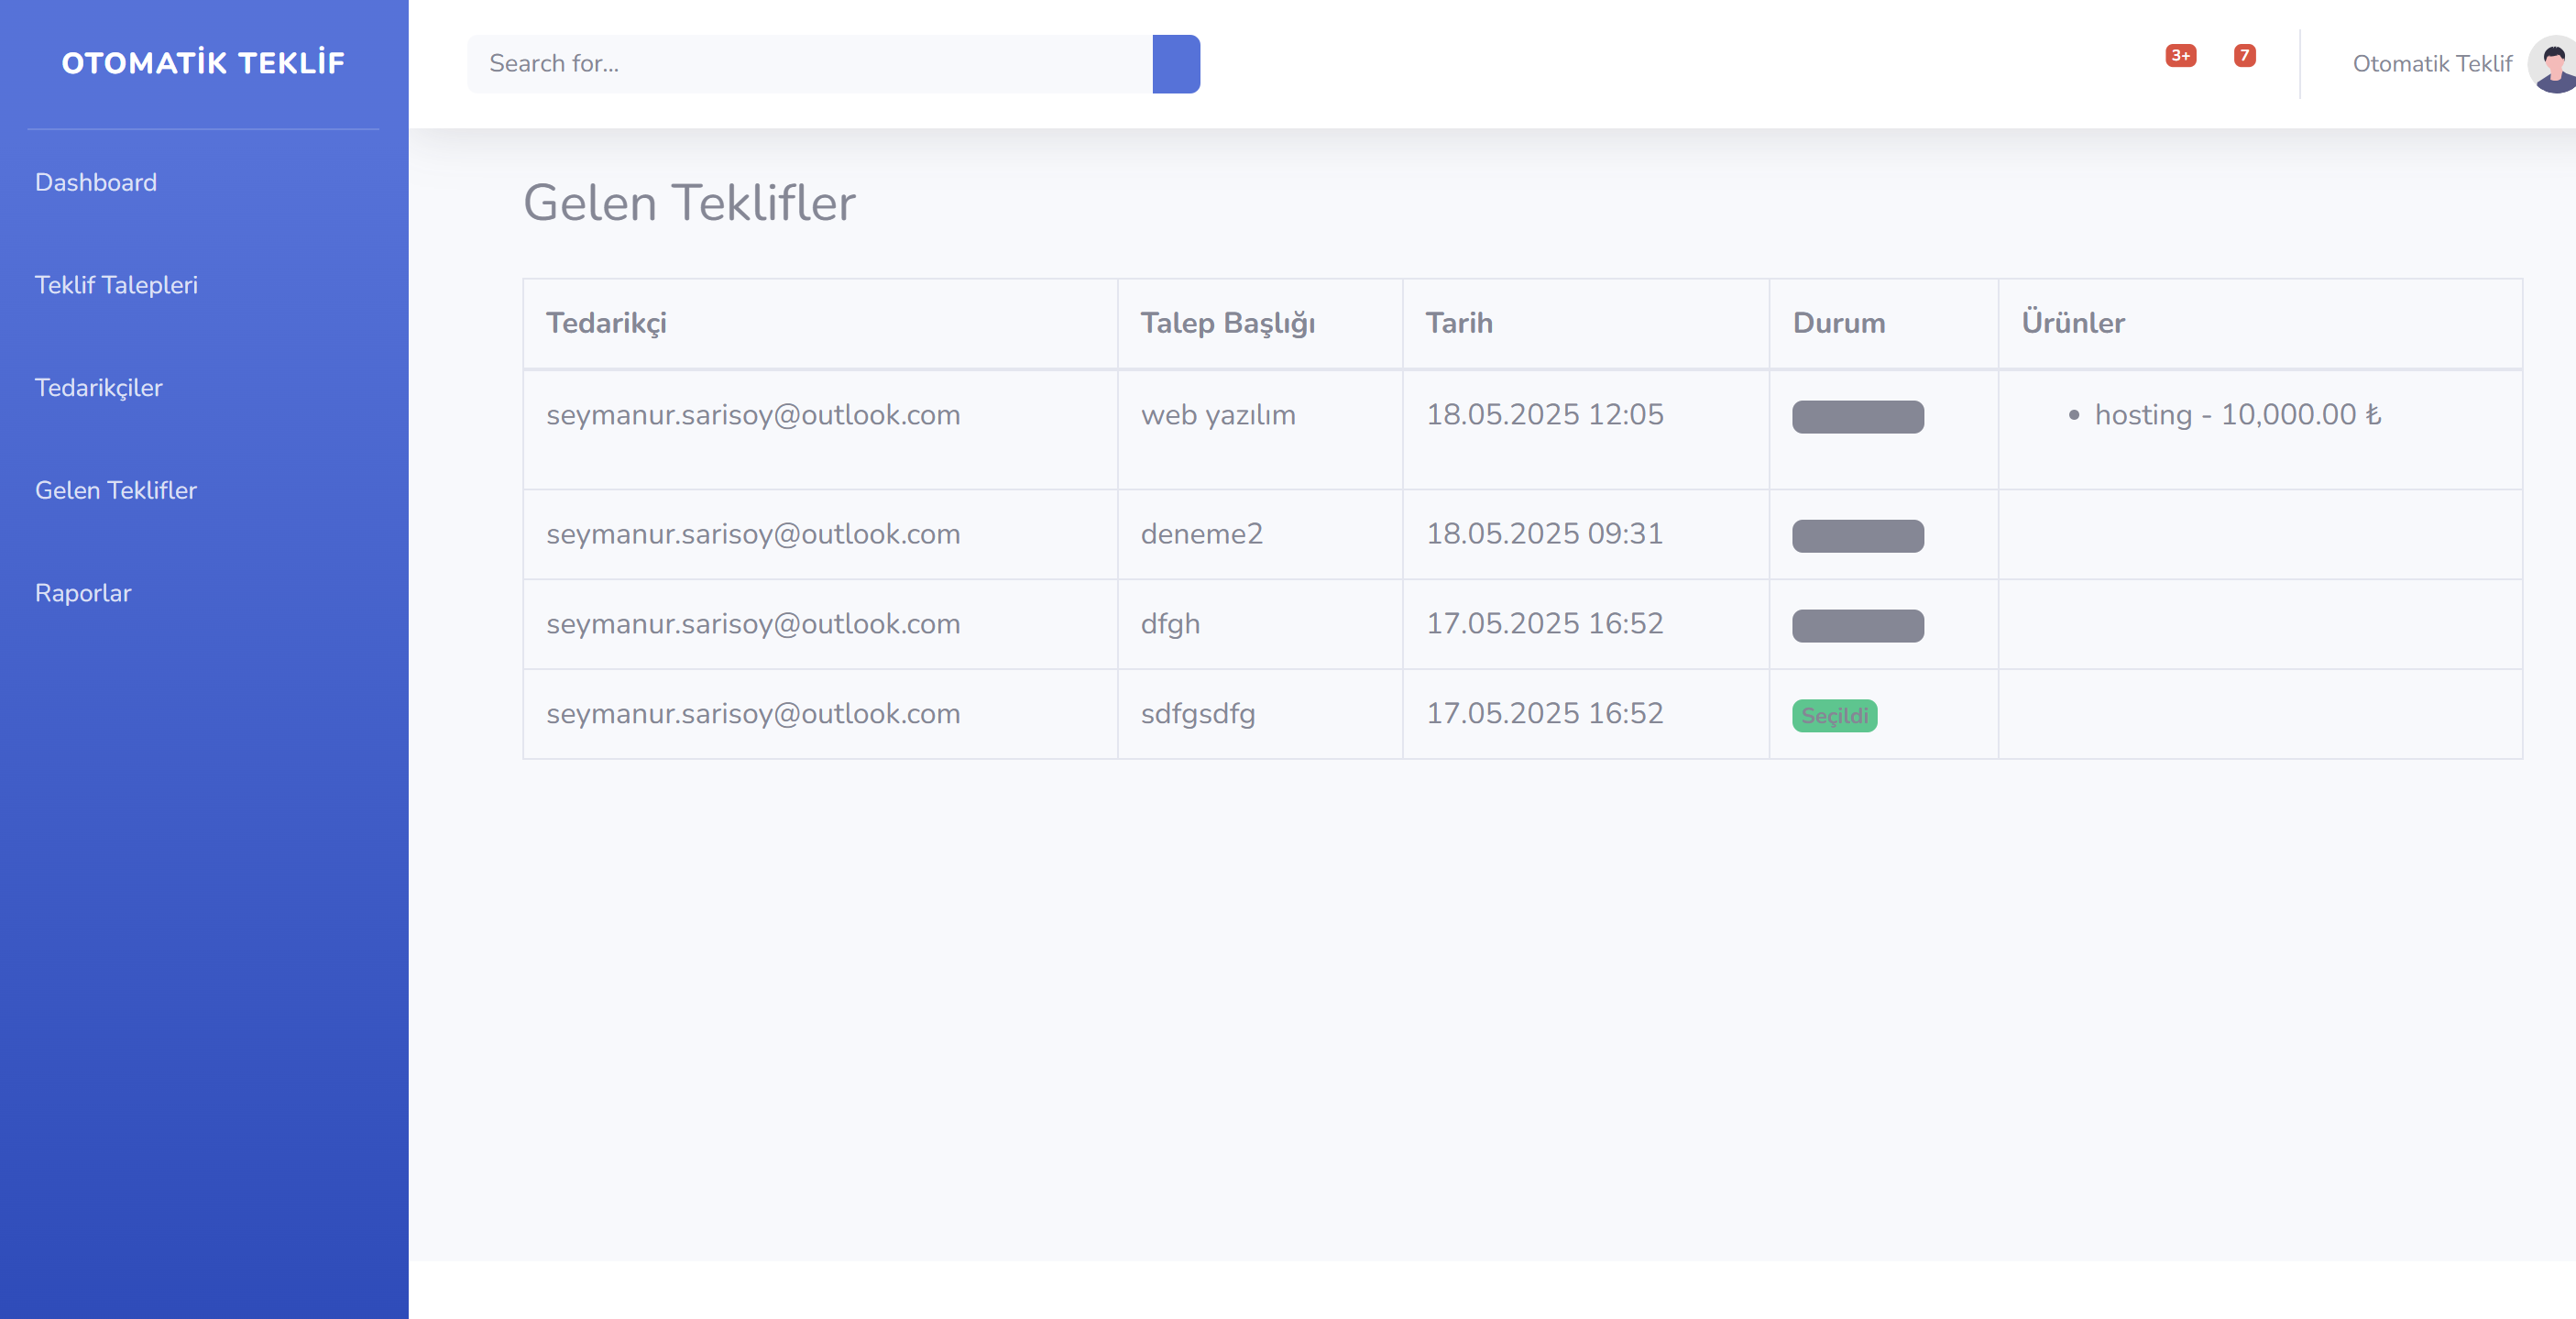 OTOMATİK TEKLİF
Search for...
3+
7
Otomatik Teklif
Dashboard
Teklif Talepleri
Tedarikçiler
Gelen Teklifler
Raporlar
Gelen Teklifler
Tedarikçi Talep Başlığı Tarih Durum Ürünler
seymanur.sarisoy@outlook.com web yazılım 18.05.2025 12:05 • hosting - 10,000.00 ₺
seymanur.sarisoy@outlook.com deneme2 18.05.2025 09:31
seymanur.sarisoy@outlook.com dfgh 17.05.2025 16:52
seymanur.sarisoy@outlook.com sdfgsdfg 17.05.2025 16:52 Seçildi